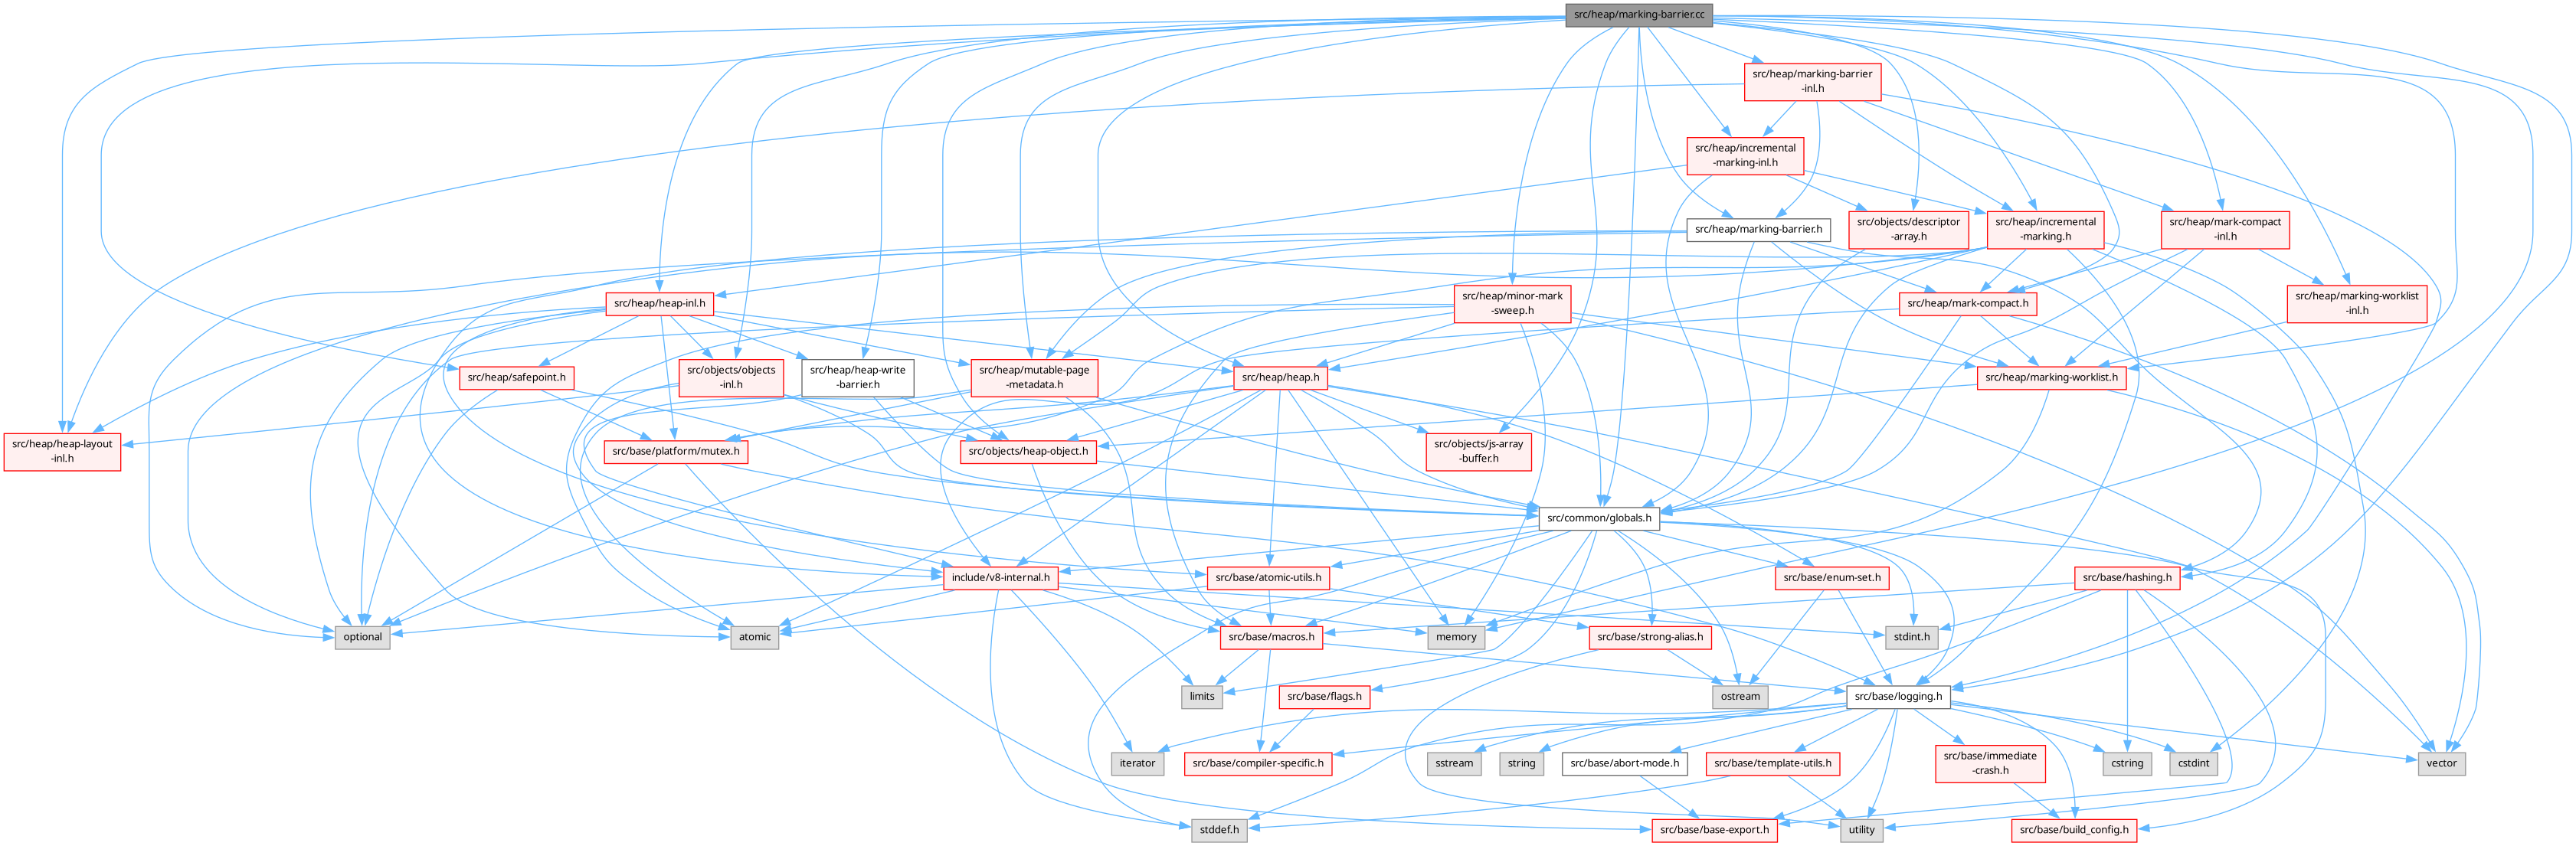 src/heap/marking-barrier.cc
src/heap/marking-barrier
-inl.h
src/heap/incremental
-marking-inl.h
src/heap/marking-barrier.h
src/objects/descriptor
-array.h
src/heap/incremental
-marking.h
src/heap/mark-compact
-inl.h
src/heap/heap-inl.h
src/heap/minor-mark
-sweep.h
src/heap/mark-compact.h
src/heap/marking-worklist
-inl.h
src/heap/safepoint.h
src/objects/objects
-inl.h
src/heap/heap-write
-barrier.h
src/heap/mutable-page
-metadata.h
src/heap/heap.h
src/heap/marking-worklist.h
src/heap/heap-layout
-inl.h
src/base/platform/mutex.h
src/objects/heap-object.h
src/objects/js-array
-buffer.h
src/common/globals.h
include/v8-internal.h
src/base/atomic-utils.h
src/base/enum-set.h
src/base/hashing.h
optional
atomic
src/base/macros.h
memory
src/base/strong-alias.h
stdint.h
limits
src/base/flags.h
ostream
src/base/logging.h
iterator
src/base/compiler-specific.h
sstream
string
src/base/abort-mode.h
src/base/template-utils.h
src/base/immediate
-crash.h
cstring
cstdint
vector
stddef.h
src/base/base-export.h
utility
src/base/build_config.h